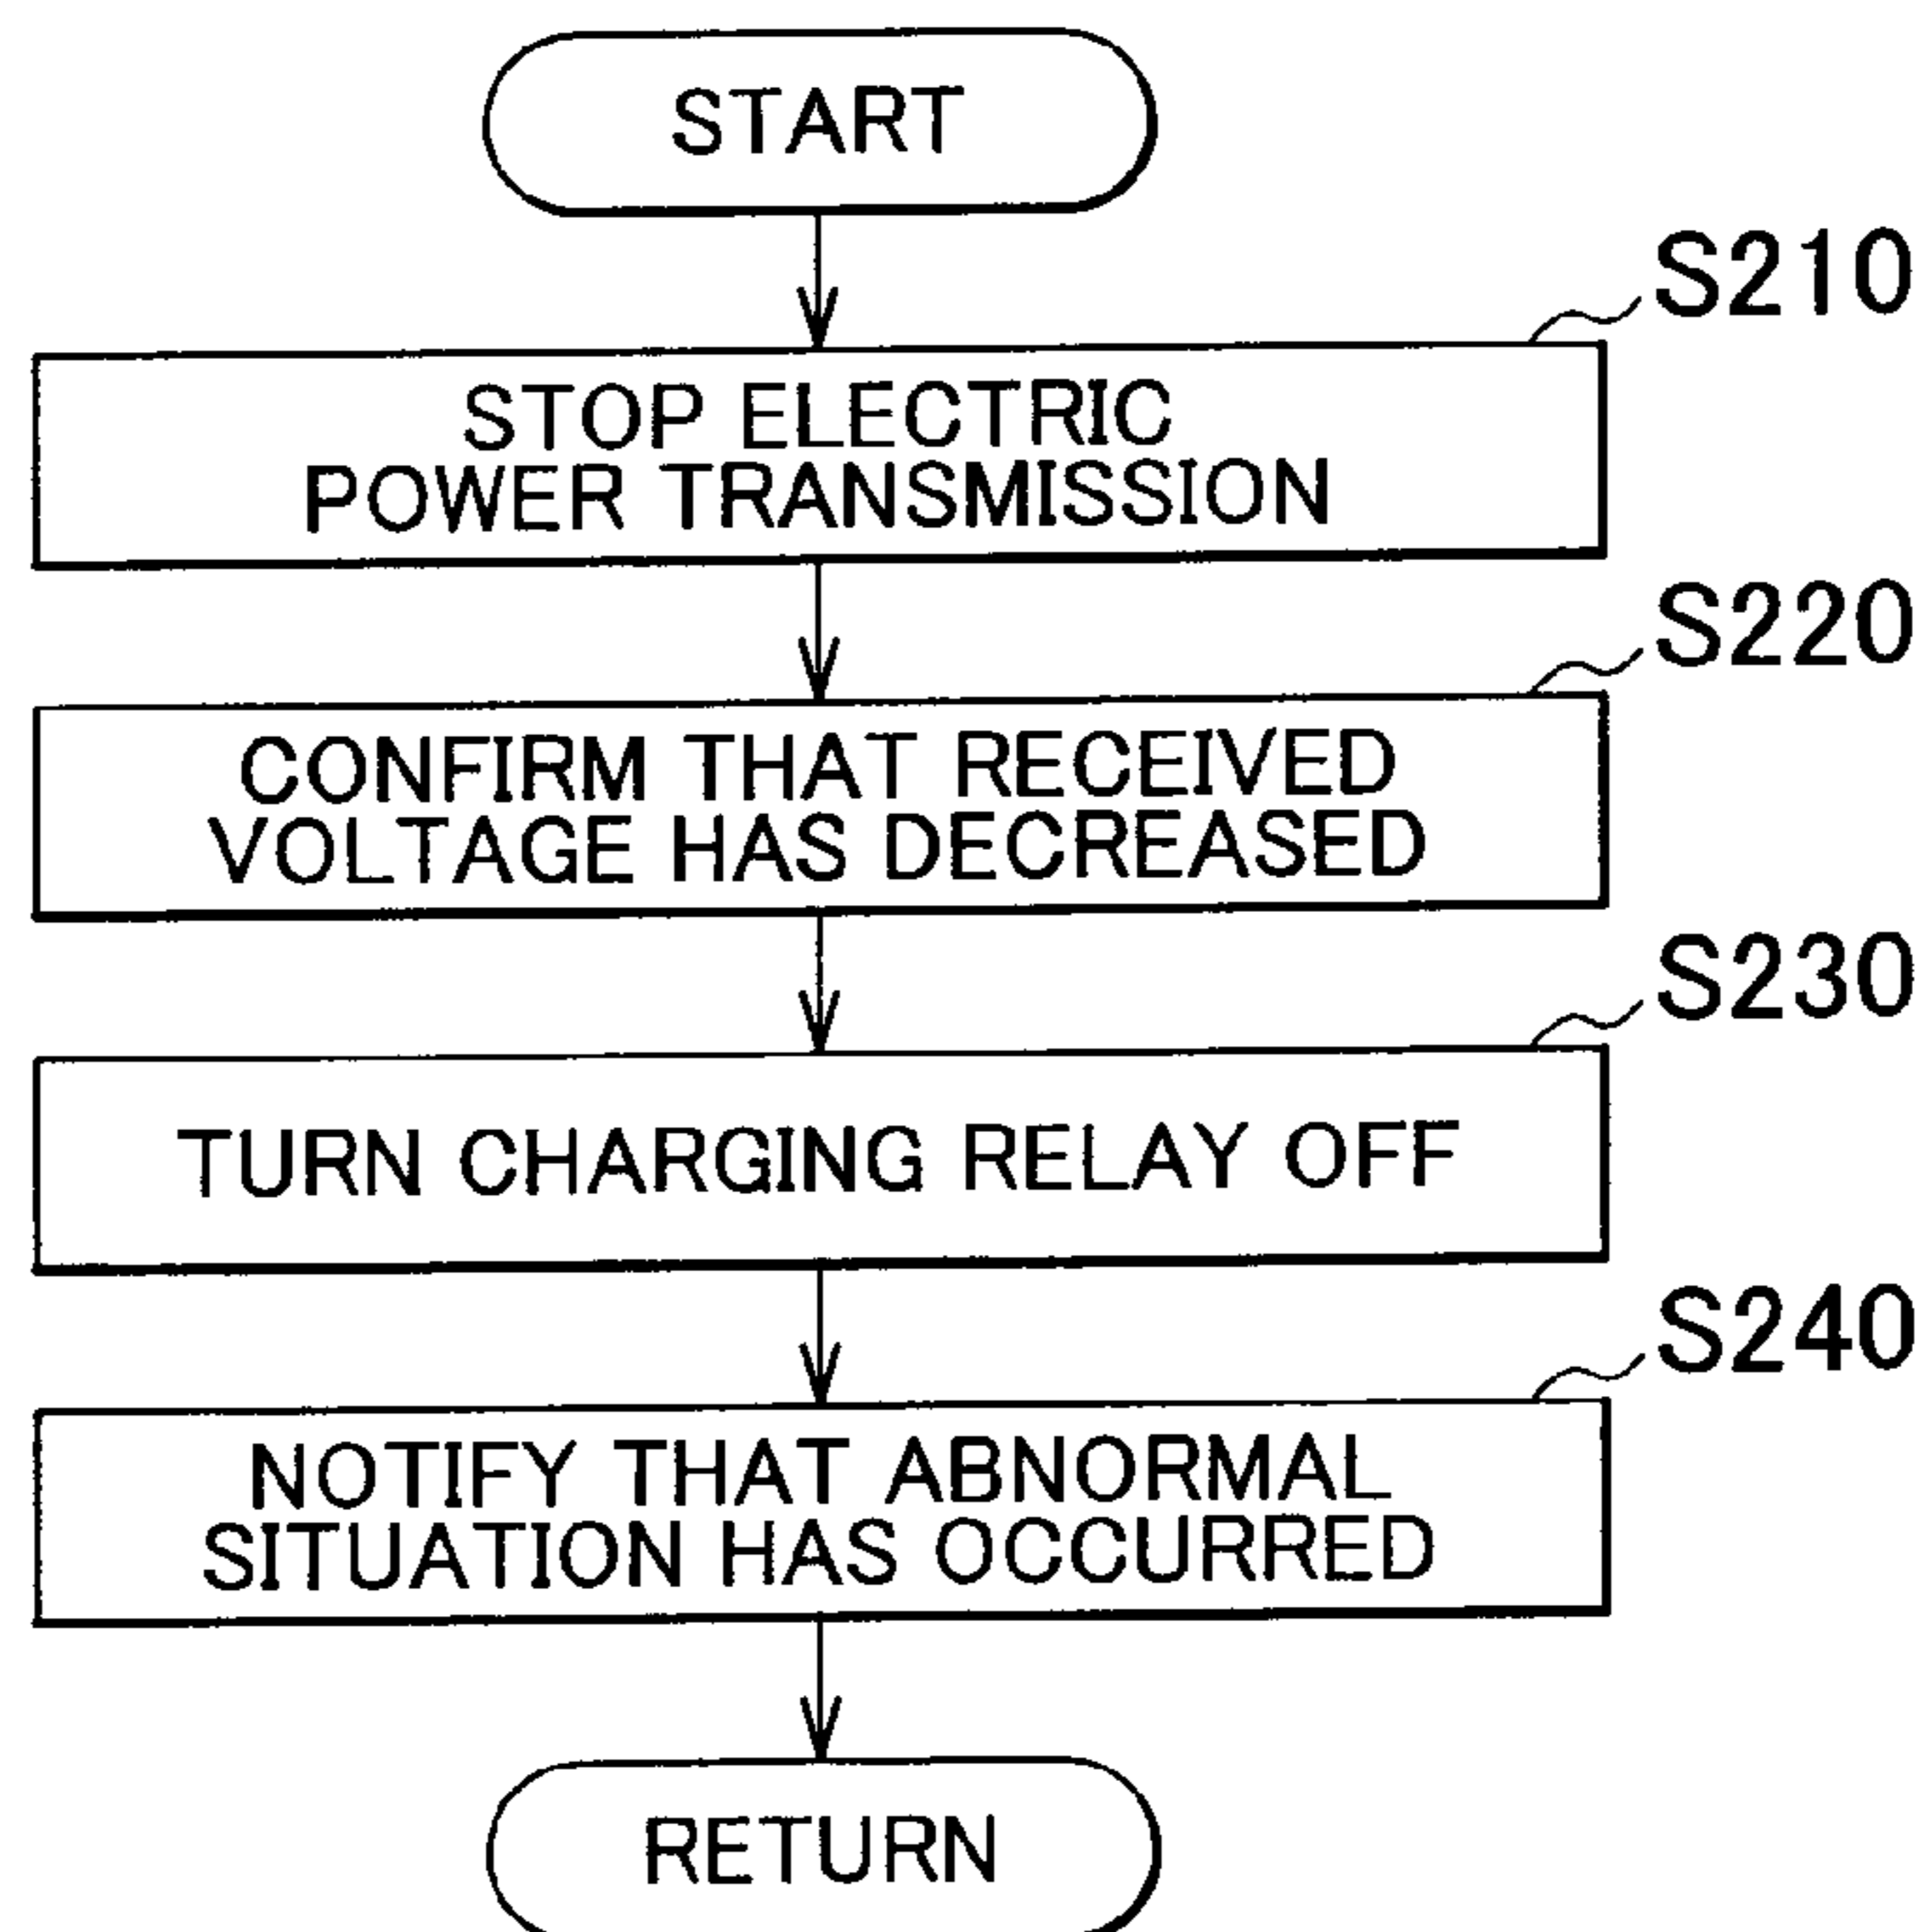 START
S210
STOP ELECTRIC
POWER TRANSMISSION
S220
CONFIRM THAT RECEIVED
VOLTAGE HAS DECREASED
S230
TURN CHARGING RELAY OFF
S240
NOTIFY THAT ABNORMAL
SITUATION HAS OCCURRED
RETURN